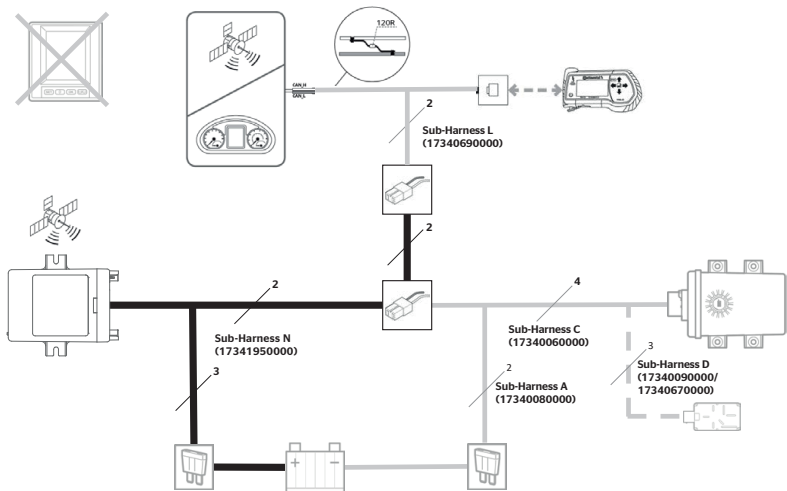 120R
CAN_H
CAN_L
Continental
2
Sub-Harness L
(17340690000)
2
2
4
Sub-Harness N
(17341950000)
Sub-Harness C
(17340060000)
3
2
Sub-Harness A
(17340080000)
3
Sub-Harness D
(17340090000/
17340670000)
+ −